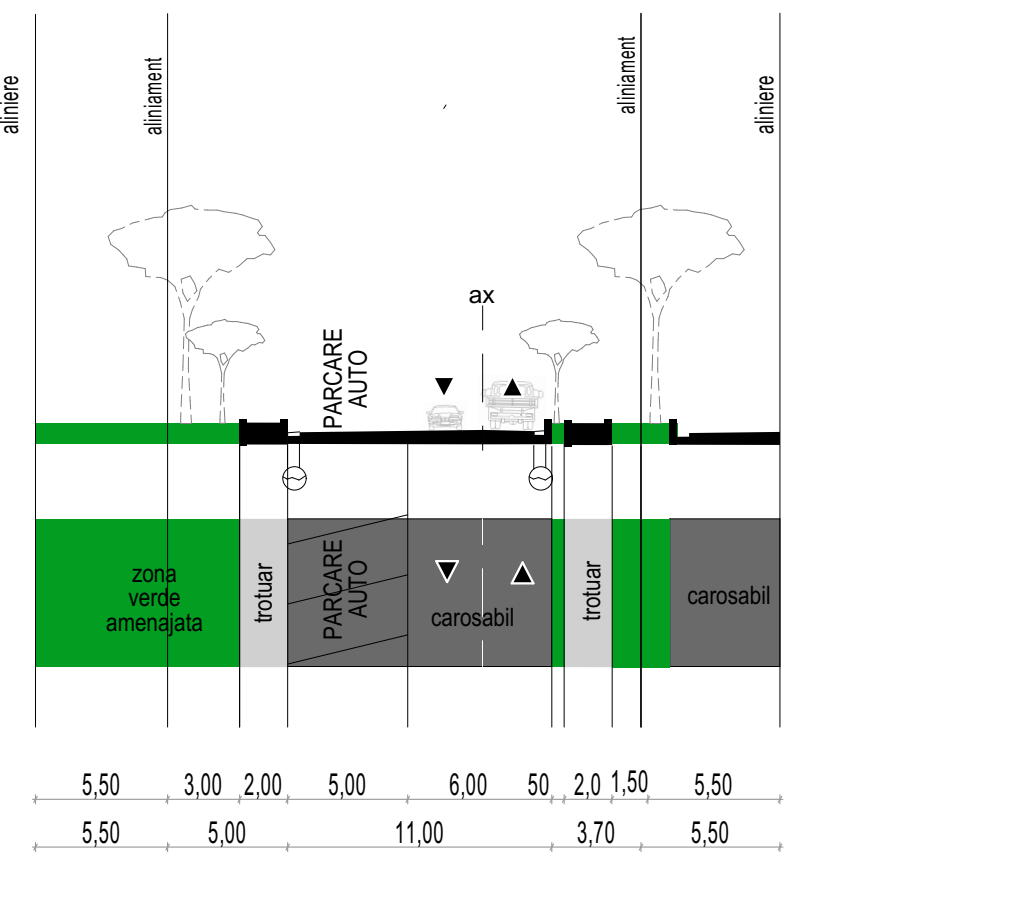 aliniere
aliniament
aliniament
aliniere
ax
PARCARE
AUTO
zona
verde
amenajata
trotuar
PARCARE
AUTO
carosabil
trotuar
carosabil
5,50 3,00 2,00 5,00 6,00 50 2,0 1,50 5,50
5,50 5,00 11,00 3,70 5,50